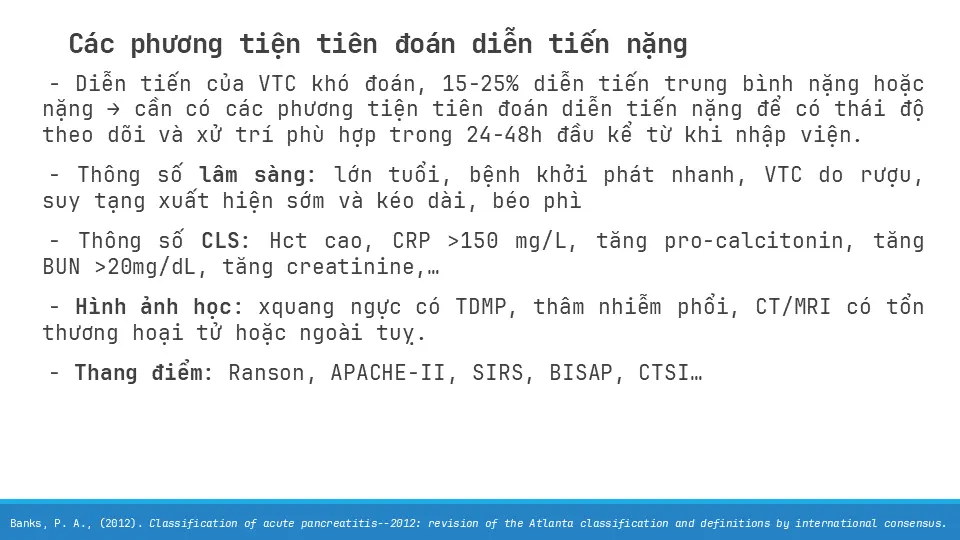 Các phương tiện tiên đoán diễn tiến nặng
- Diễn tiến của VTC khó đoán, 15-25% diễn tiến trung bình nặng hoặc
nặng → cần có các phương tiện tiên đoán diễn tiến nặng để có thái độ
theo dõi và xử trí phù hợp trong 24-48h đầu kể từ khi nhập viện.
- Thông số lâm sàng: lớn tuổi, bệnh khởi phát nhanh, VTC do rượu,
suy tạng xuất hiện sớm và kéo dài, béo phì
- Thông số CLS: Hct cao, CRP >150 mg/L, tăng pro-calcitonin, tăng
BUN >20mg/dL, tăng creatinine,…
- Hình ảnh học: xquang ngực có TDMP, thâm nhiễm phổi, CT/MRI có tổn
thương hoại tử hoặc ngoài tuỵ.
- Thang điểm: Ranson, APACHE-II, SIRS, BISAP, CTSI…
Banks, P. A., (2012). Classification of acute pancreatitis--2012: revision of the Atlanta classification and definitions by international consensus.